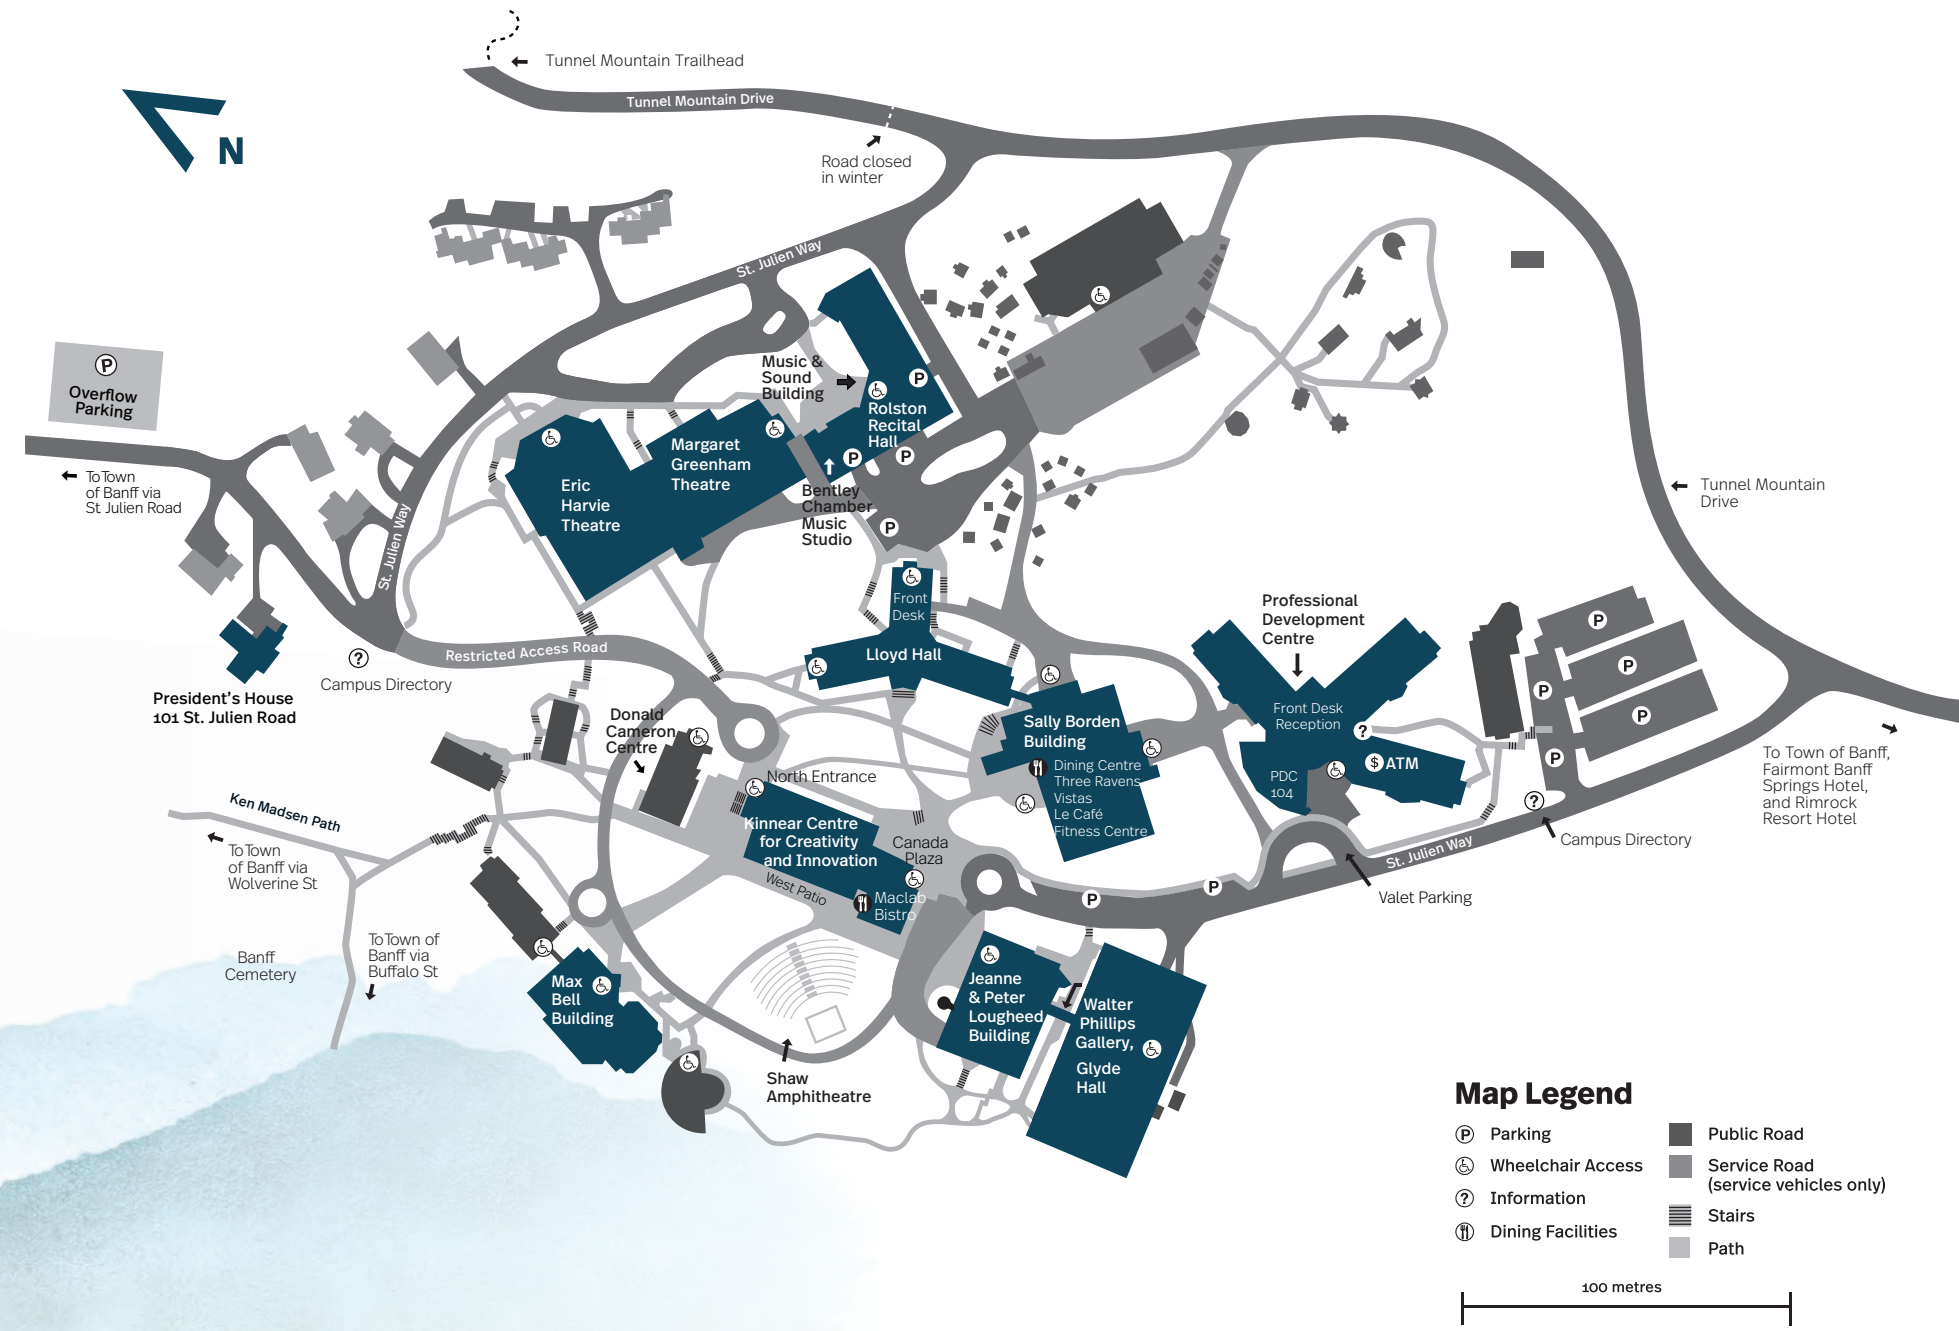 Tunnel Mountain Trailhead
Tunnel Mountain Drive
N
Road closed
in winter
St. Julien Way
P
Overflow
Parking
Music &
Sound
Building
P
Rolston
Recital
Hall
P
P
Margaret
Greenham
Theatre
Eric
Harvie
Theatre
To Town
of Banff via
St Julien Road
Bentley
Chamber
Music
Studio
P
Tunnel Mountain
Drive
St. Julien Way
Front
Desk
Professional
Development
Centre
P
Restricted Access Road
Lloyd Hall
?
Campus Directory
P
P
President's House
101 St. Julien Road
Donald
Cameron
Centre
Sally Borden
Building
Front Desk
Reception
?
P
P
Dining Centre
Three Ravens
Vistas
Le Café
Fitness Centre
$ ATM
PDC
104
To Town of Banff,
Fairmont Banff
Springs Hotel,
and Rimrock
Resort Hotel
North Entrance
Ken Madsen Path
Kinnear Centre
for Creativity
and Innovation
Canada
Plaza
?
Campus Directory
To Town
of Banff via
Wolverine St
West Patio
Maclab
Bistro
P
P
St. Julien Way
Valet Parking
Banff
Cemetery
To Town of
Banff via
Buffalo St
Max
Bell
Building
Jeanne
& Peter
Lougheed
Building
Walter
Phillips
Gallery,
Glyde
Hall
Shaw
Amphitheatre
Map Legend
P Parking
Wheelchair Access
? Information
Dining Facilities
Public Road
Service Road
(service vehicles only)
Stairs
Path
100 metres